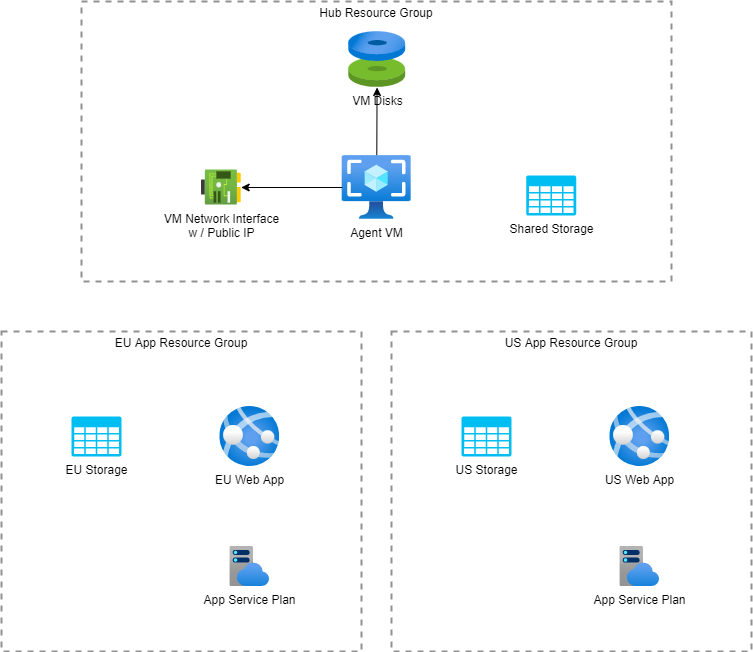 Hub Resource Group
VM Disks
VM Network Interface
w / Public IP
Agent VM
Shared Storage
EU App Resource Group
EU Storage
EU Web App
App Service Plan
US App Resource Group
US Storage
US Web App
App Service Plan